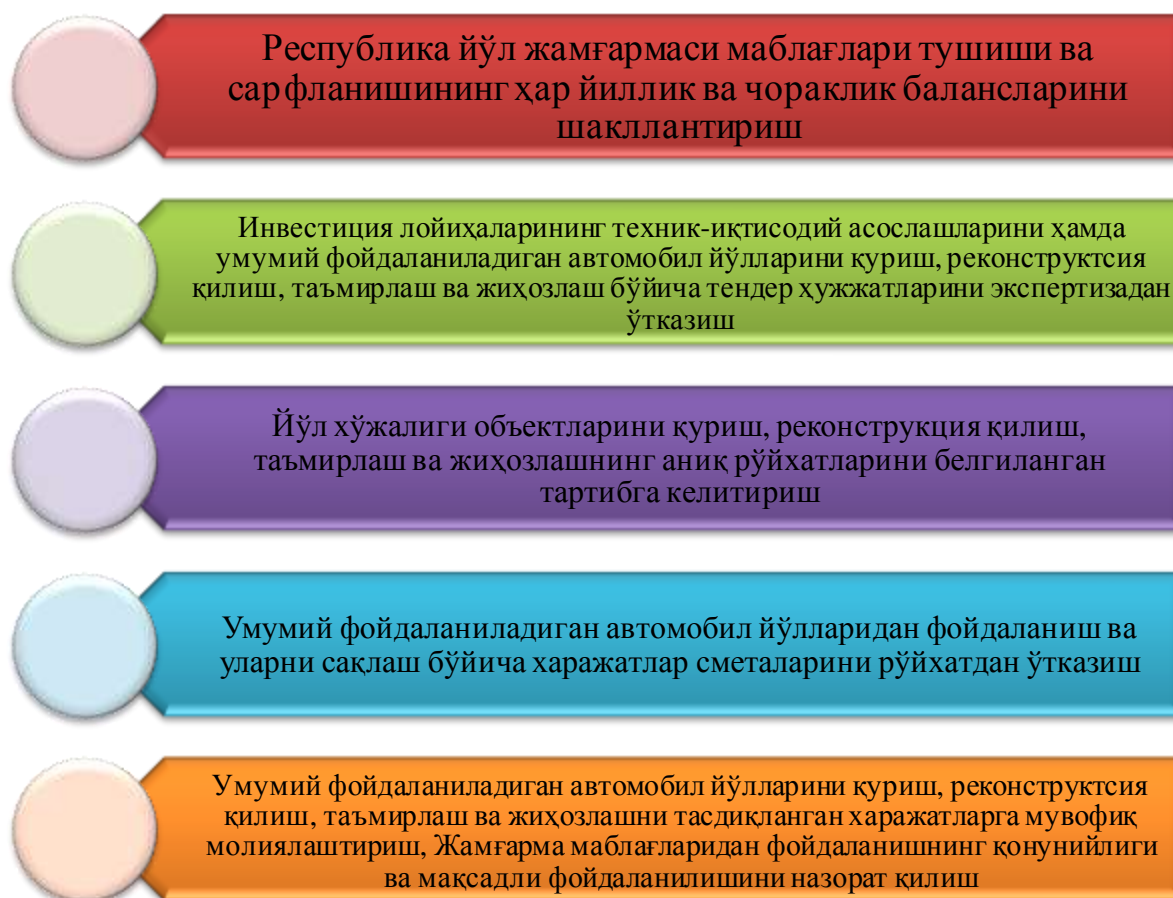 Республика йўл жамғармаси маблағлари тушиши ва
сарфланишининг ҳар йиллик ва чораклик балансларини
шакллантириш
Инвестиция лойиҳаларининг техник-иқтисодий асослашларини ҳамда
умумий фойдаланиладиган автомобил йўлларини қуриш, реконструктсия
қилиш, таъмирлаш ва жиҳозлаш бўйича тендер ҳужжатларини экспертизадан
ўтказиш
Йўл хўжалиги объектларини қуриш, реконструкция қилиш,
таъмирлаш ва жиҳозлашнинг аниқ рўйхатларини белгиланган
тартибга келитириш
Умумий фойдаланиладиган автомобил йўлларидан фойдаланиш ва
уларни сақлаш бўйича харажатлар сметаларини рўйхатдан ўтказиш
Умумий фойдаланиладиган автомобил йўлларини қуриш, реконструктсия
қилиш, таъмирлаш ва жиҳозлашни тасдиқланган харажатларга мувофиқ
молиялаштириш, Жамғарма маблағларидан фойдаланишнинг қонунийлиги
ва мақсадли фойдаланилишини назорат қилиш